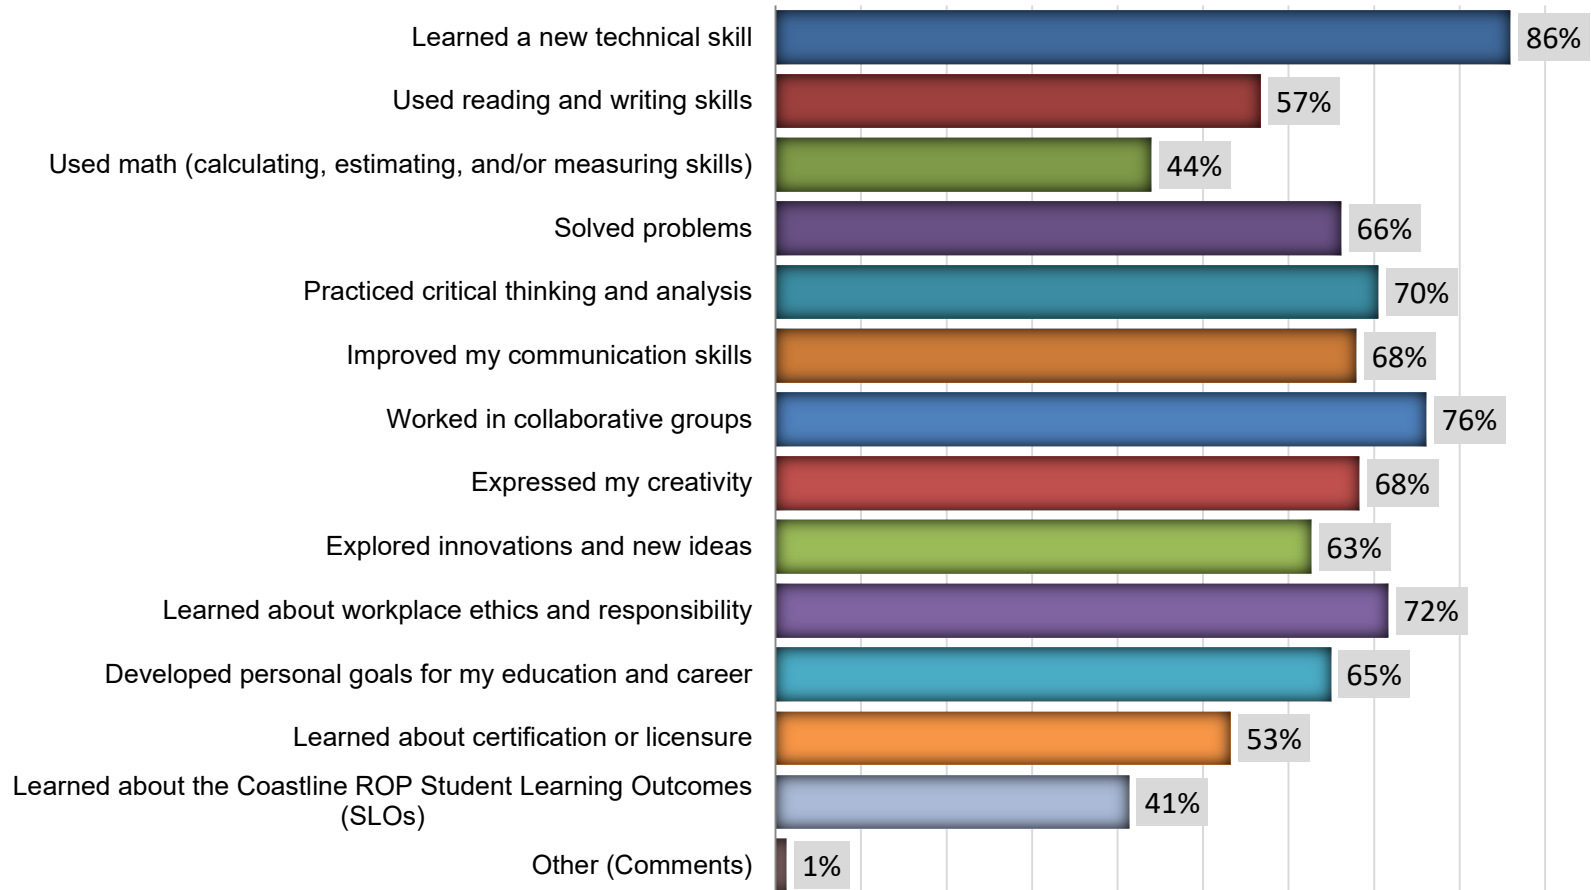 Learned a new technical skill 86%
Used reading and writing skills 57%
Used math (calculating, estimating, and/or measuring skills) 44%
Solved problems 66%
Practiced critical thinking and analysis 70%
Improved my communication skills 68%
Worked in collaborative groups 76%
Expressed my creativity 68%
Explored innovations and new ideas 63%
Learned about workplace ethics and responsibility 72%
Developed personal goals for my education and career 65%
Learned about certification or licensure 53%
Learned about the Coastline ROP Student Learning Outcomes
(SLOs) 41%
Other (Comments) 1%